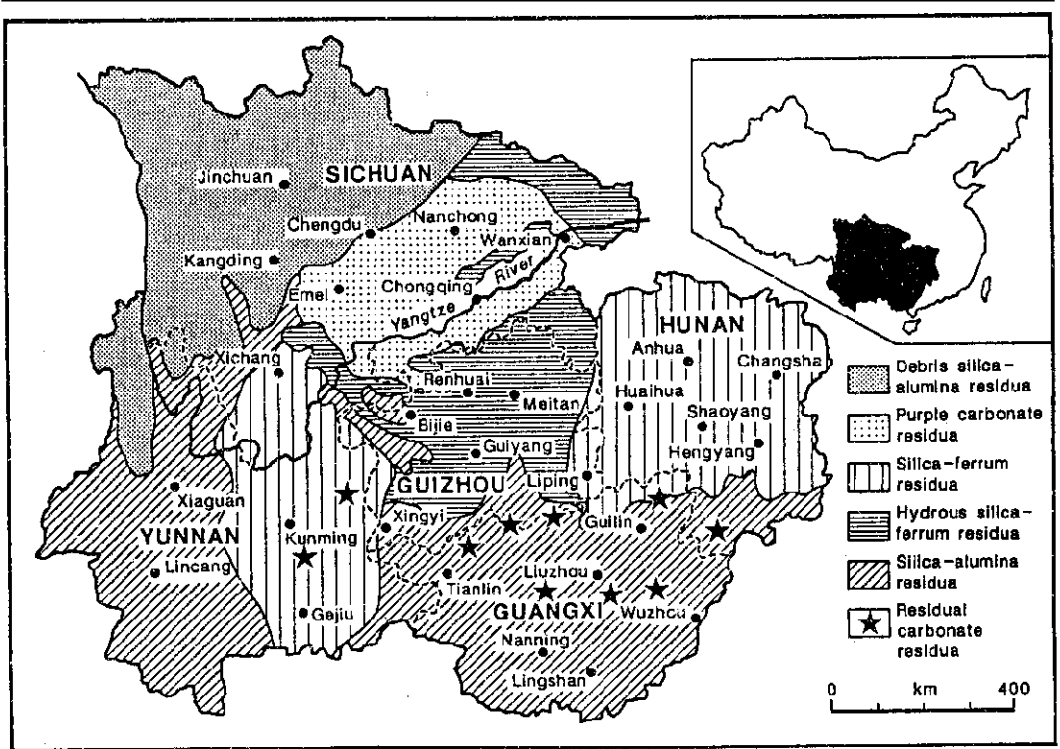 Jinchuan
SICHUAN
Chengdu
Nanchong
Kangding
Wanxian
Emei
Chongqing
Yangtze River
HUNAN
Anhua
Changsha
Xichang
Renhuai
Meitan
Huaihua
Shaoyang
Bijie
Guiyang
Hengyang
GUIZHOU
Liping
Xiaguan
Xingyi
Guilin
YUNNAN
Kunming
Lincang
Tianlin
Liuzhou
Gejiu
GUANGXI
Wuzhou
Nanning
Lingshan
Debris silica-
alumina residua
Purple carbonate
residua
Silica-ferrum
residua
Hydrous silica-
ferrum residua
Silica-alumina
residua
Residual
carbonate
residua
0 km 400